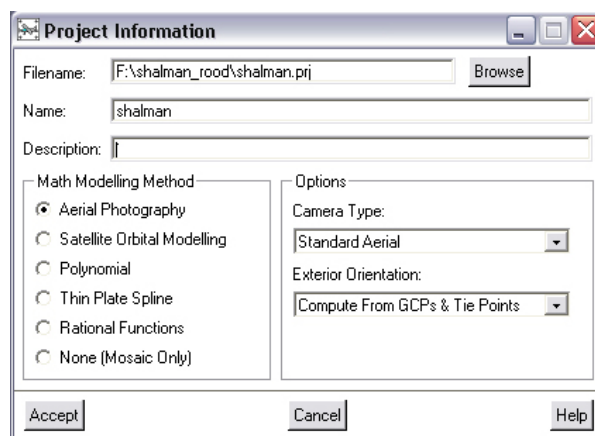 Project Information
Filename: F:\shalman_rood\shalman.prj Browse
Name: shalman
Description:
Math Modelling Method
Aerial Photography
Satellite Orbital Modelling
Polynomial
Thin Plate Spline
Rational Functions
None (Mosaic Only)
Options
Camera Type:
Standard Aerial
Exterior Orientation:
Compute From GCPs & Tie Points
Accept Cancel Help